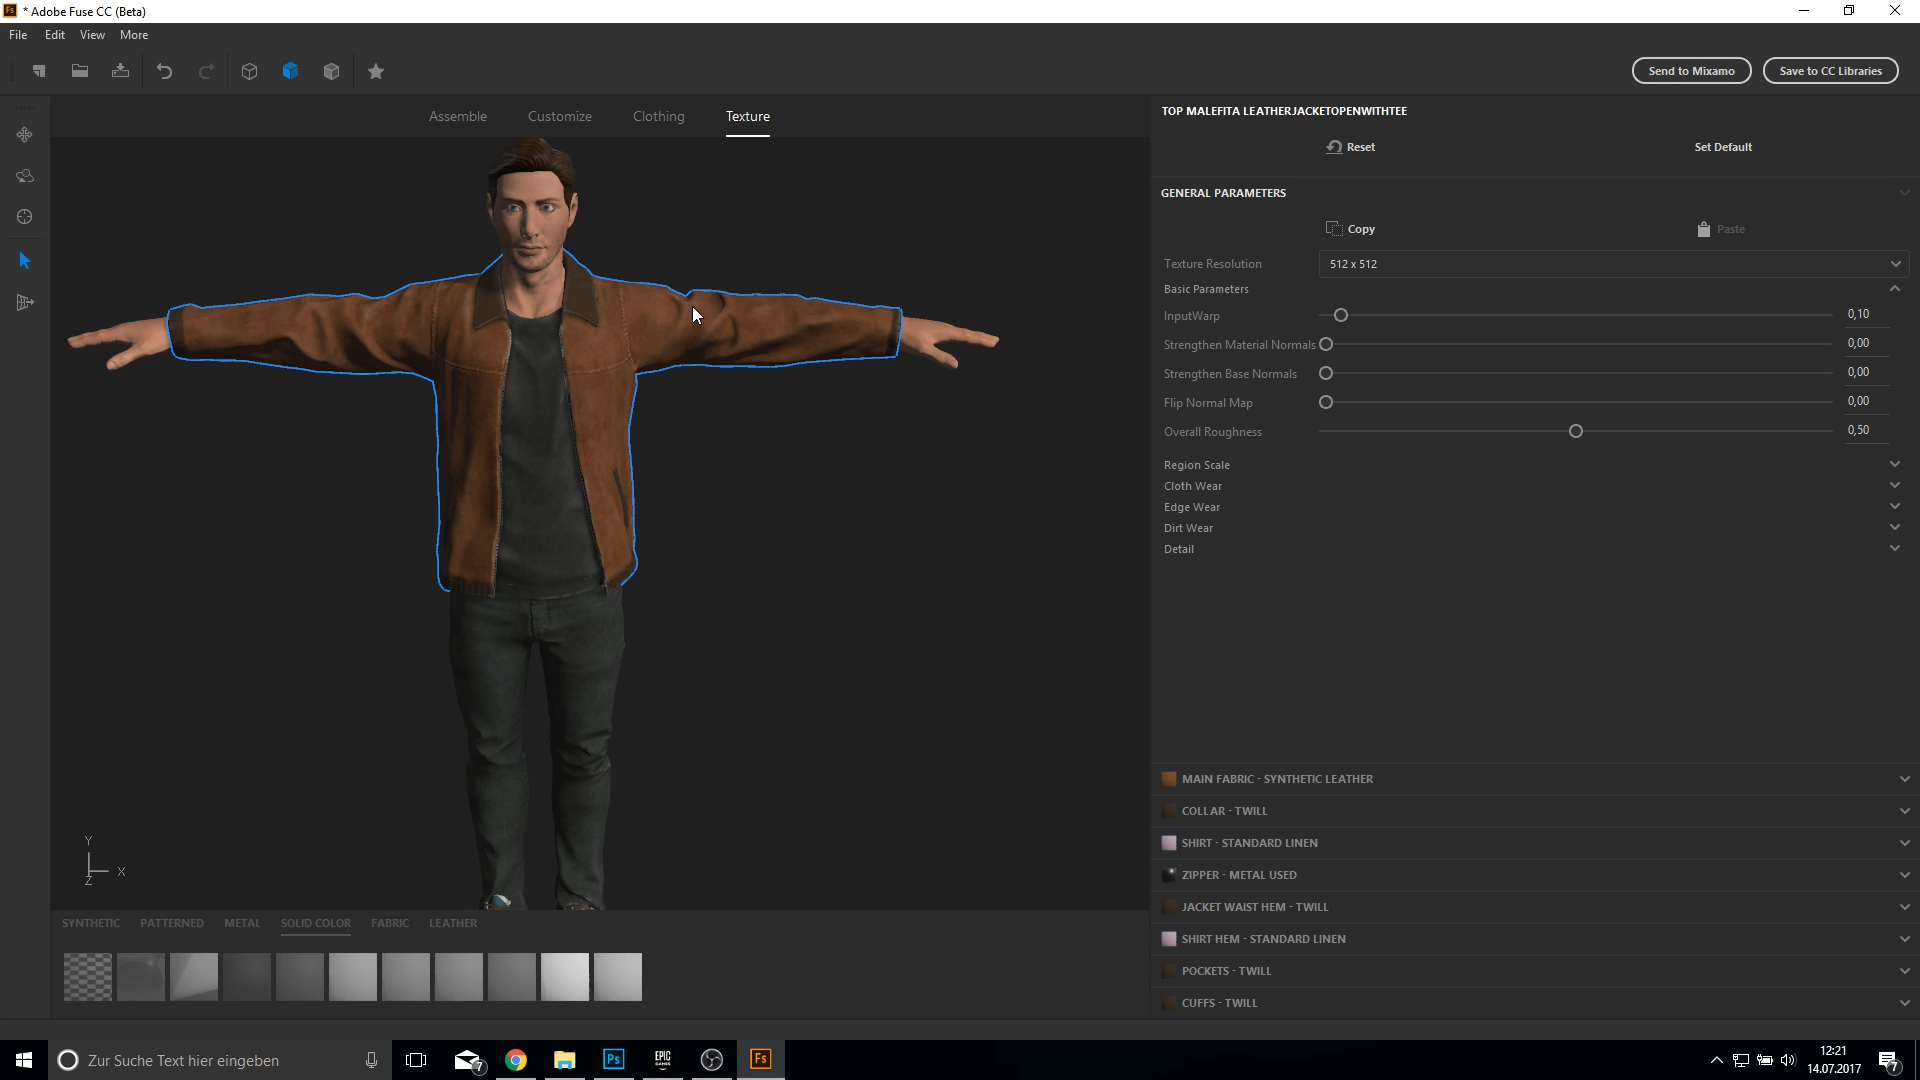 Fs * Adobe Fuse CC (Beta)
File Edit View More
Send to Mixamo Save to CC Libraries
Assemble Customize Clothing Texture
TOP MALEFITA LEATHERJACKETOPENWITHTEE
Reset Set Default
GENERAL PARAMETERS
Copy Paste
Texture Resolution 512 x 512
Basic Parameters
InputWarp 0,10
Strengthen Material Normals 0,00
Strengthen Base Normals 0,00
Flip Normal Map 0,00
Overall Roughness 0,50
Region Scale
Cloth Wear
Edge Wear
Dirt Wear
Detail
MAIN FABRIC - SYNTHETIC LEATHER
COLLAR - TWILL
SHIRT - STANDARD LINEN
ZIPPER - METAL USED
JACKET WAIST HEM - TWILL
SHIRT HEM - STANDARD LINEN
POCKETS - TWILL
CUFFS - TWILL
Y
X
Z
SYNTHETIC PATTERNED METAL SOLID COLOR FABRIC LEATHER
Zur Suche Text hier eingeben 7 Ps EPIC GAMES Fs 12:21 7
14.07.2017